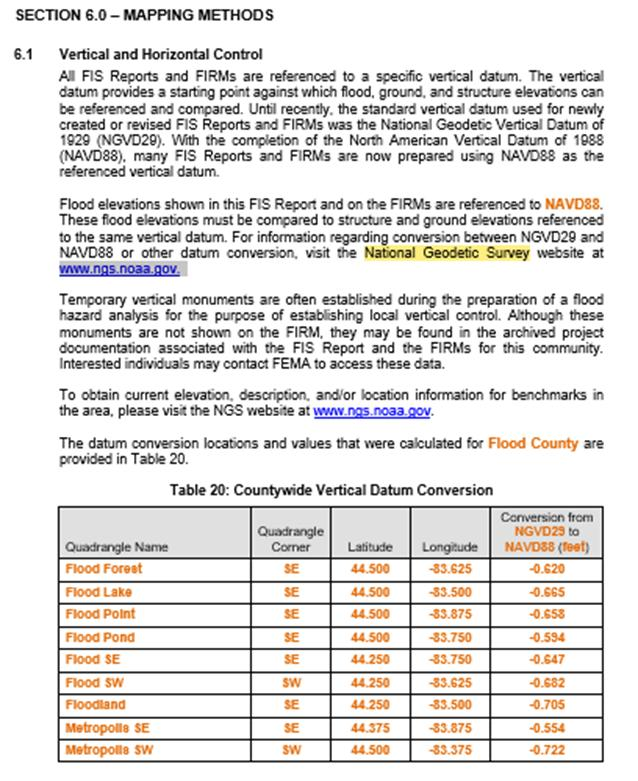 SECTION 6.0 – MAPPING METHODS
6.1 Vertical and Horizontal Control
All FIS Reports and FIRMs are referenced to a specific vertical datum. The vertical
datum provides a starting point against which flood, ground, and structure elevations can
be referenced and compared. Until recently, the standard vertical datum used for newly
created or revised FIS Reports and FIRMs was the National Geodetic Vertical Datum of
1929 (NGVD29). With the completion of the North American Vertical Datum of 1988
(NAVD88), many FIS Reports and FIRMs are now prepared using NAVD88 as the
referenced vertical datum.
Flood elevations shown in this FIS Report and on the FIRMs are referenced to NAVD88.
These flood elevations must be compared to structure and ground elevations referenced
to the same vertical datum. For information regarding conversion between NGVD29 and
NAVD88 or other datum conversion, visit the National Geodetic Survey website at
www.ngs.noaa.gov.
Temporary vertical monuments are often established during the preparation of a flood
hazard analysis for the purpose of establishing local vertical control. Although these
monuments are not shown on the FIRM, they may be found in the archived project
documentation associated with the FIS Report and the FIRMs for this community.
Interested individuals may contact FEMA to access these data.
To obtain current elevation, description, and/or location information for benchmarks in
the area, please visit the NGS website at www.ngs.noaa.gov.
The datum conversion locations and values that were calculated for Flood County are
provided in Table 20.
Table 20: Countywide Vertical Datum Conversion
Quadrangle Name Quadrangle Corner Latitude Longitude Conversion from NGVD29 to NAVD88 (feet)
Flood Forest SE 44.500 -83.625 -0.620
Flood Lake SE 44.500 -83.500 -0.665
Flood Point SE 44.500 -83.875 -0.658
Flood Pond SE 44.500 -83.750 -0.594
Flood SE SE 44.250 -83.750 -0.647
Flood SW SW 44.250 -83.625 -0.682
Floodland SE 44.250 -83.500 -0.705
Metropolis SE SE 44.375 -83.875 -0.554
Metropolis SW SW 44.500 -83.375 -0.722